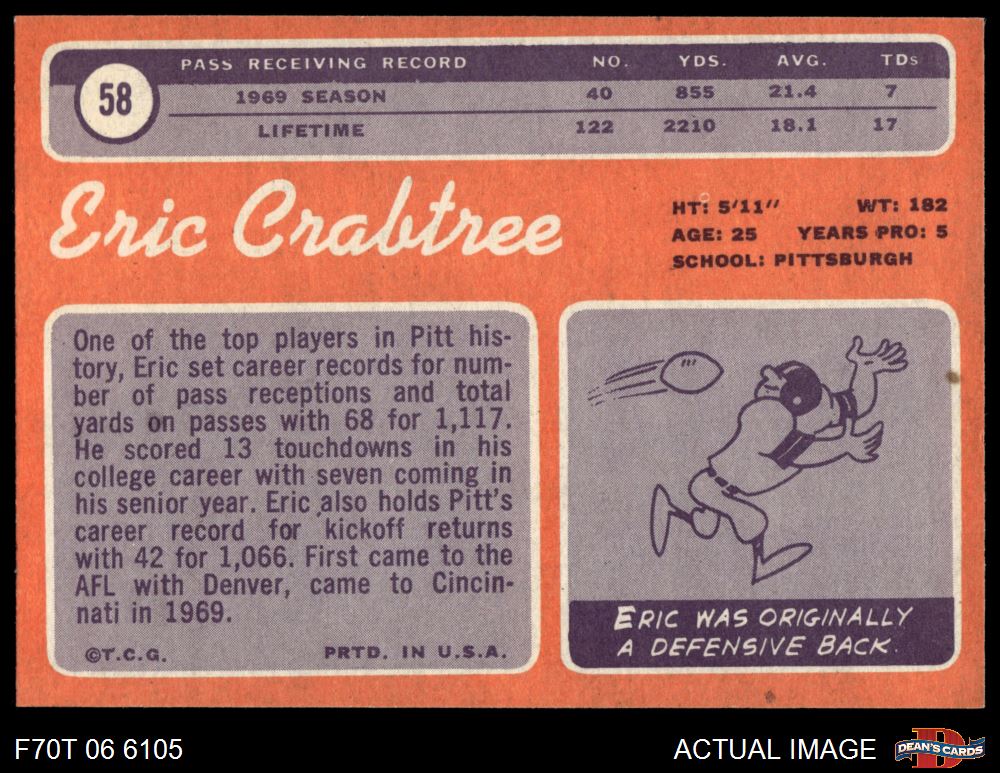 PASS RECEIVING RECORD NO. YDS. AVG. TDs
58
1969 SEASON 40 855 21.4 7
LIFETIME 122 2210 18.1 17
Eric Crabtree
HT: 5'11" WT: 182
AGE: 25 YEARS PRO: 5
SCHOOL: PITTSBURGH
One of the top players in Pitt his-
tory, Eric set career records for num-
ber of pass receptions and total
yards on passes with 68 for 1,117.
He scored 13 touchdowns in his
college career with seven coming in
his senior year. Eric also holds Pitt's
career record for kickoff returns
with 42 for 1,066. First came to the
AFL with Denver, came to Cincin-
nati in 1969.
©T.C.G. PRTD. IN U.S.A.
ERIC WAS ORIGINALLY
A DEFENSIVE BACK.
F70T 06 6105 ACTUAL IMAGE
D
DEAN'S CARDS